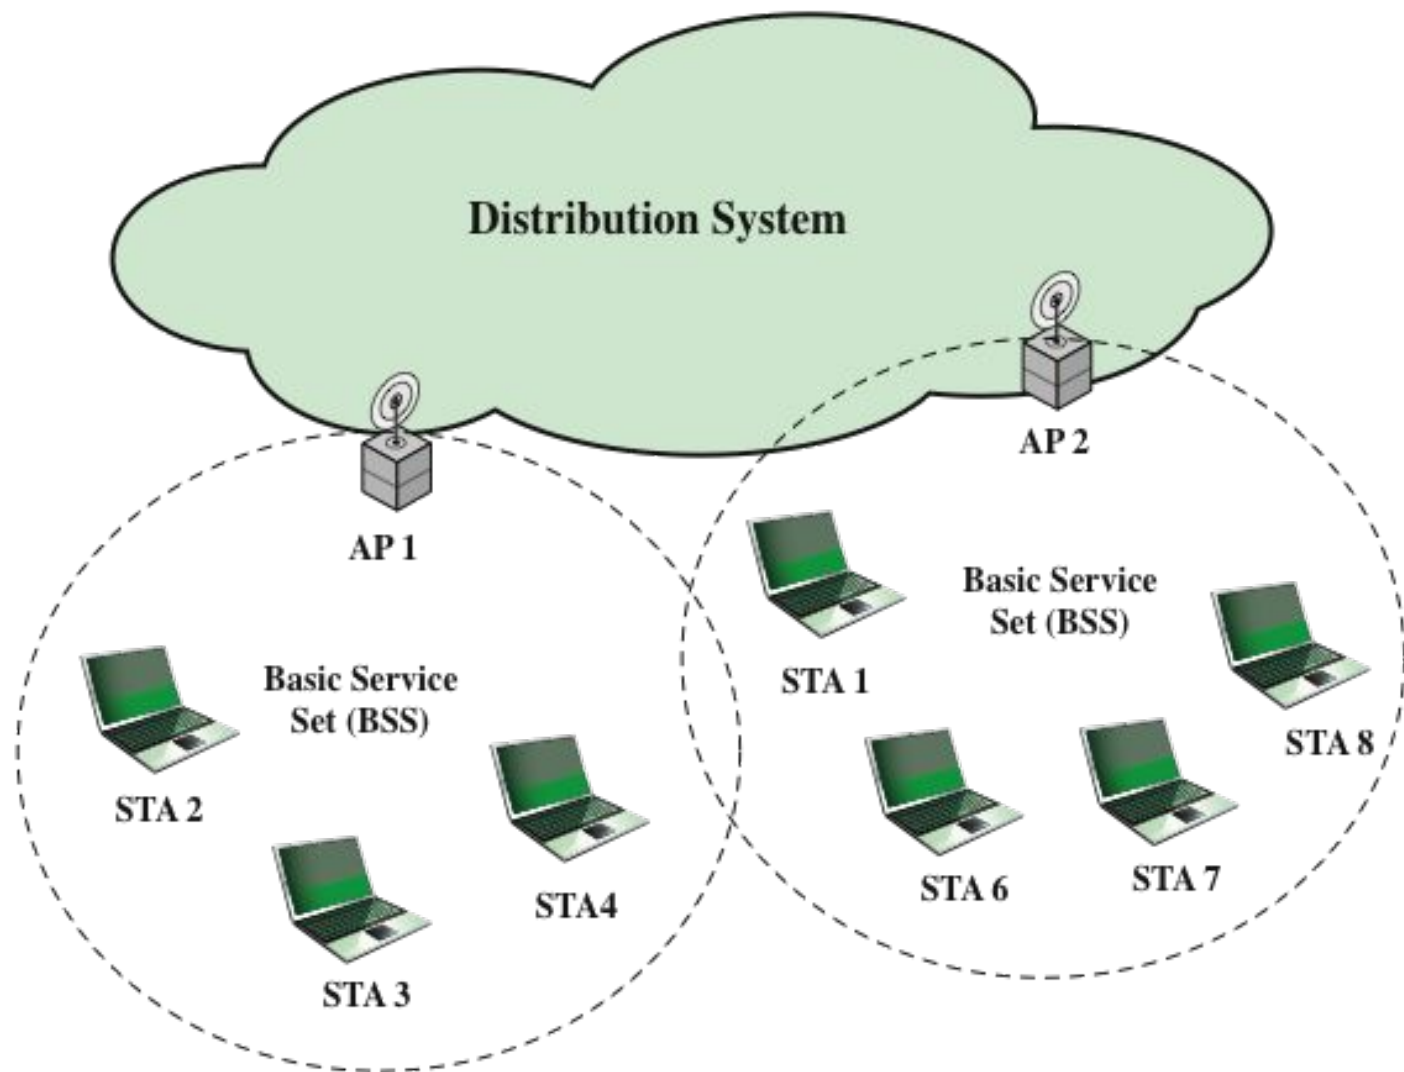 Distribution System
AP 2
AP 1
Basic Service
Set (BSS)
STA 1
STA 8
Basic Service
Set (BSS)
STA 2
STA4
STA 6
STA 7
STA 3